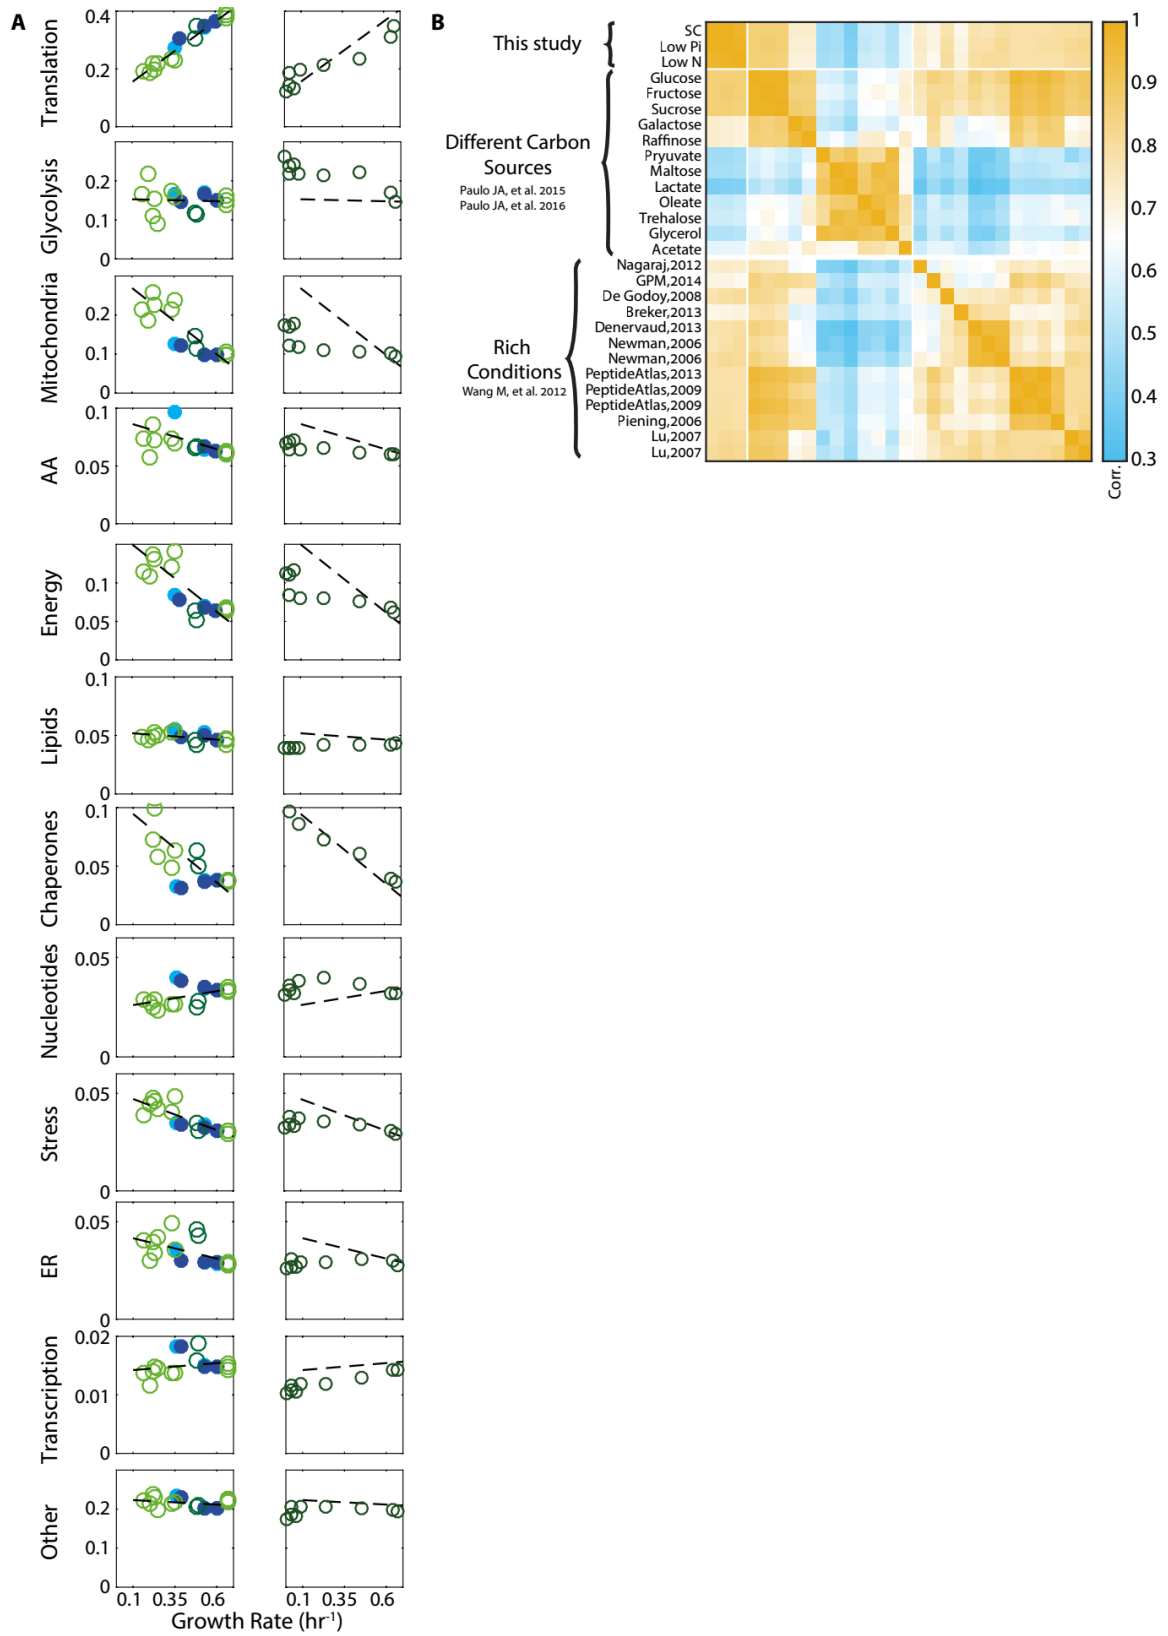 A
Translation
0.4
0.2
0
Glycolysis
0.2
0.1
0
Mitochondria
0.2
0.1
0
AA
0.1
0.05
0
Energy
0.1
0.05
0
Lipids
0.1
0.05
0
Chaperones
0.1
0.05
0
Nucleotides
0.05
0
Stress
0.05
0
ER
0.05
0
Transcription
0.02
0.01
0
Other
0.2
0.1
0
0.1 0.35 0.6 0.1 0.35 0.6
Growth Rate (hr-1)
B
This study
SC
Low Pi
Low N
Different Carbon
Sources
Paulo JA, et al. 2015
Paulo JA, et al. 2016
Glucose
Fructose
Sucrose
Galactose
Raffinose
Pryuvate
Maltose
Lactate
Oleate
Trehalose
Glycerol
Acetate
Rich
Conditions
Wang M, et al. 2012
Nagaraj,2012
GPM,2014
De Godoy,2008
Breker,2013
Denervaud,2013
Newman,2006
Newman,2006
PeptideAtlas,2013
PeptideAtlas,2009
PeptideAtlas,2009
Piening,2006
Lu,2007
Lu,2007
1
0.9
0.8
0.7
0.6
0.5
0.4
0.3
Corr.